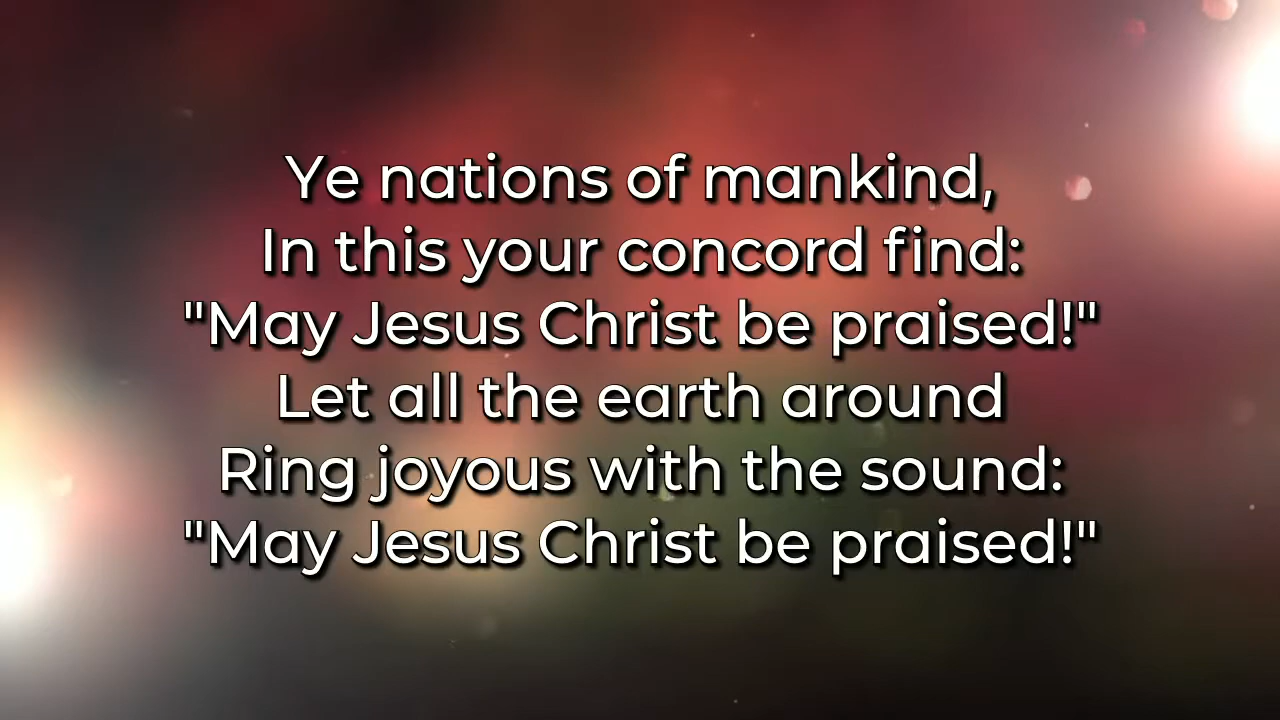 Ye nations of mankind,
In this your concord find:
"May Jesus Christ be praised!"
Let all the earth around
Ring joyous with the sound:
"May Jesus Christ be praised!"